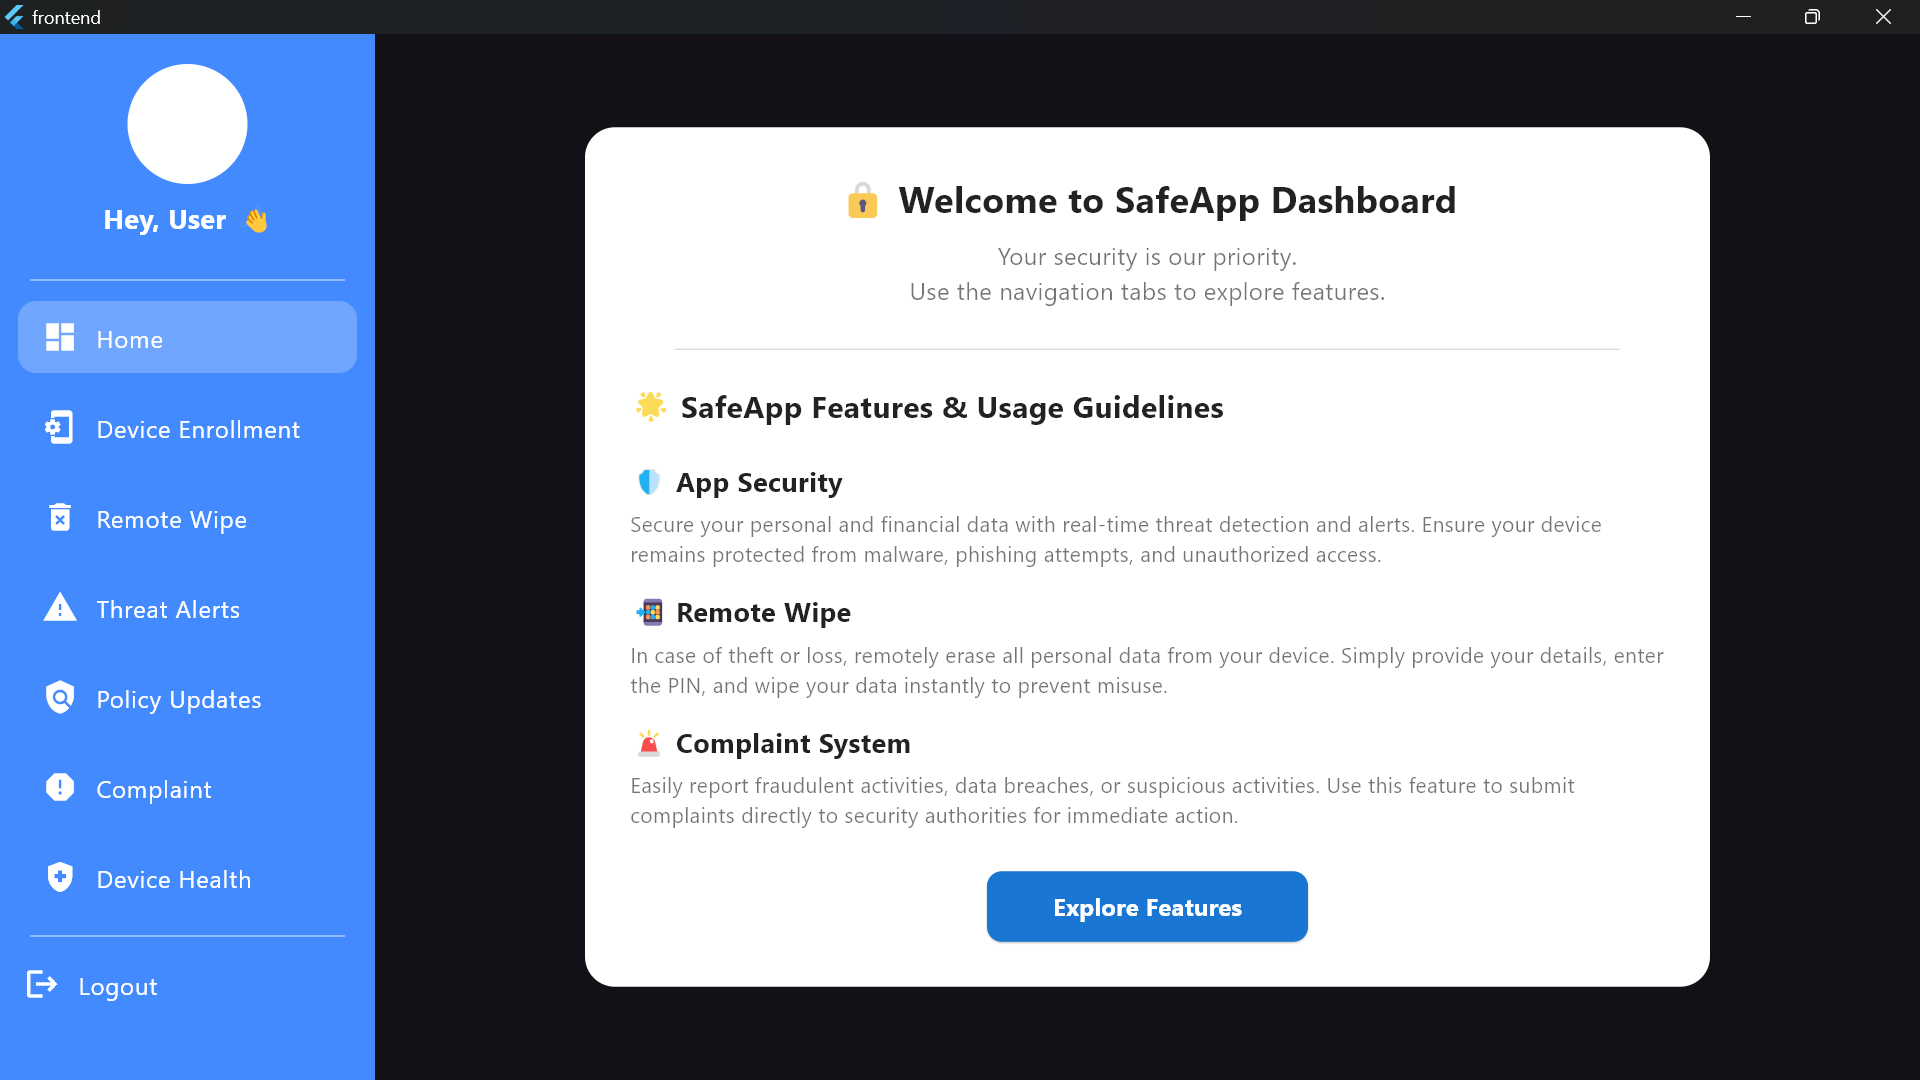 frontend
Hey, User 👋
Home
Device Enrollment
Remote Wipe
Threat Alerts
Policy Updates
Complaint
Device Health
Logout
🔒 Welcome to SafeApp Dashboard
Your security is our priority.
Use the navigation tabs to explore features.
🌟 SafeApp Features & Usage Guidelines
🛡️ App Security
Secure your personal and financial data with real-time threat detection and alerts. Ensure your device
remains protected from malware, phishing attempts, and unauthorized access.
📲 Remote Wipe
In case of theft or loss, remotely erase all personal data from your device. Simply provide your details, enter
the PIN, and wipe your data instantly to prevent misuse.
🚨 Complaint System
Easily report fraudulent activities, data breaches, or suspicious activities. Use this feature to submit
complaints directly to security authorities for immediate action.
Explore Features